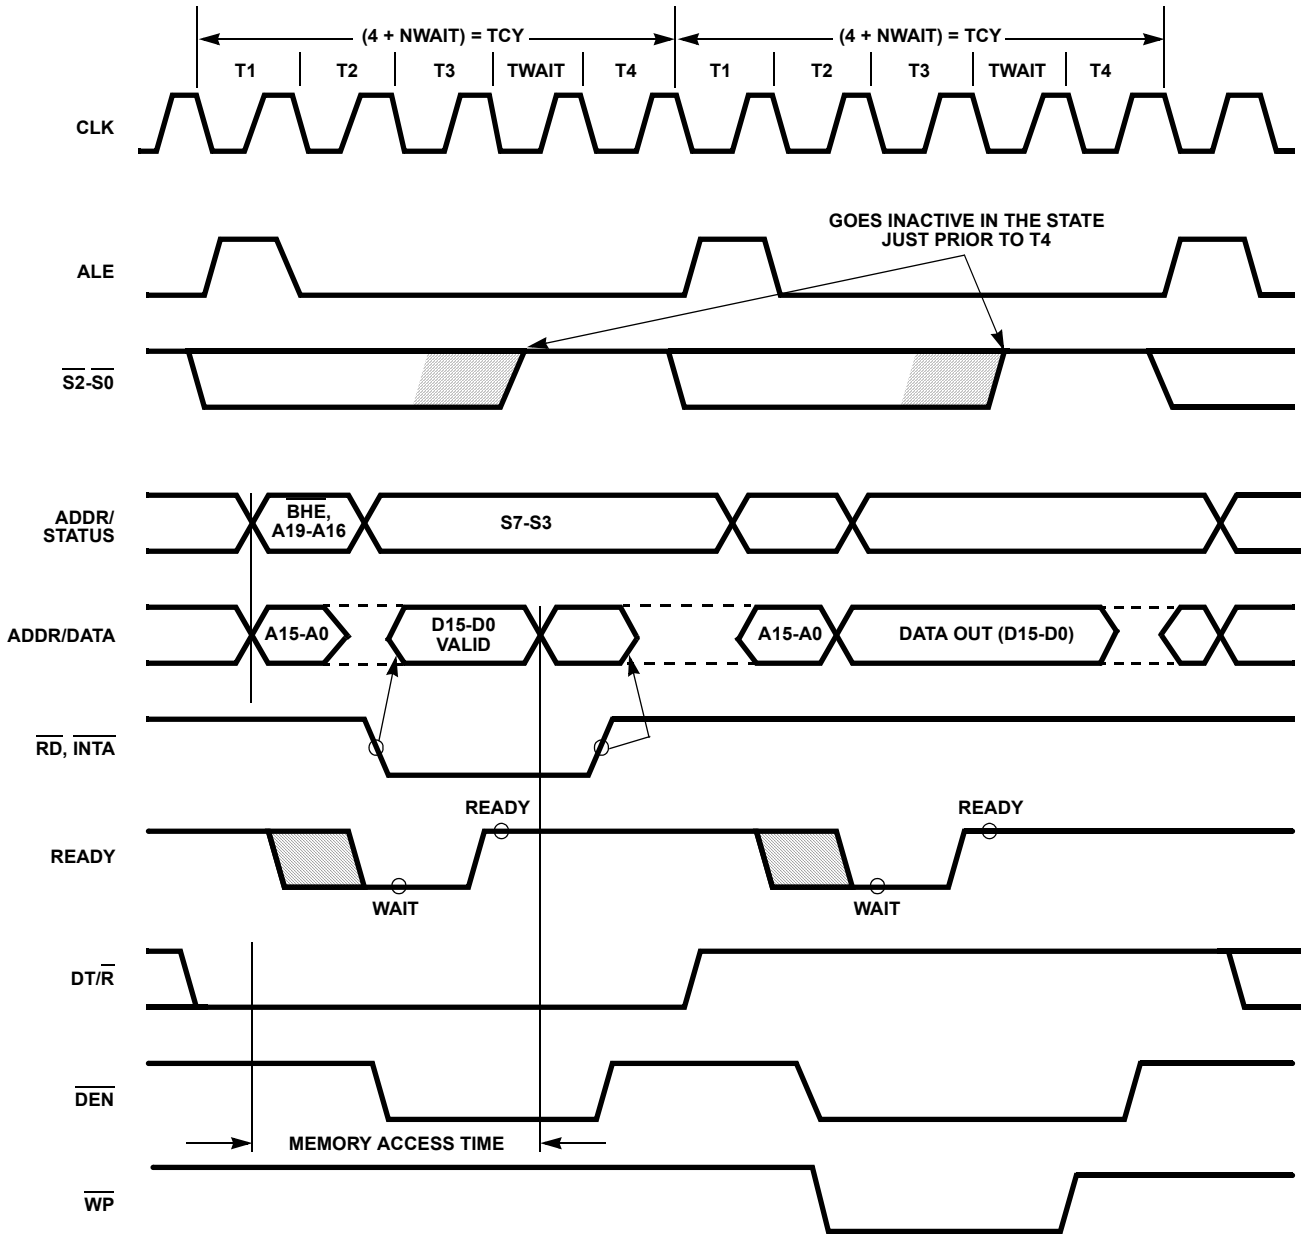 (4 + NWAIT) = TCY (4 + NWAIT) = TCY
T1 T2 T3 TWAIT T4 T1 T2 T3 TWAIT T4
CLK
GOES INACTIVE IN THE STATE
JUST PRIOR TO T4
ALE
S2-S0
ADDR/
STATUS
BHE,
A19-A16
S7-S3
ADDR/DATA
A15-A0
D15-D0
VALID
A15-A0
DATA OUT (D15-D0)
RD, INTA
READY READY
READY
WAIT WAIT
DT/R
DEN
MEMORY ACCESS TIME
WP